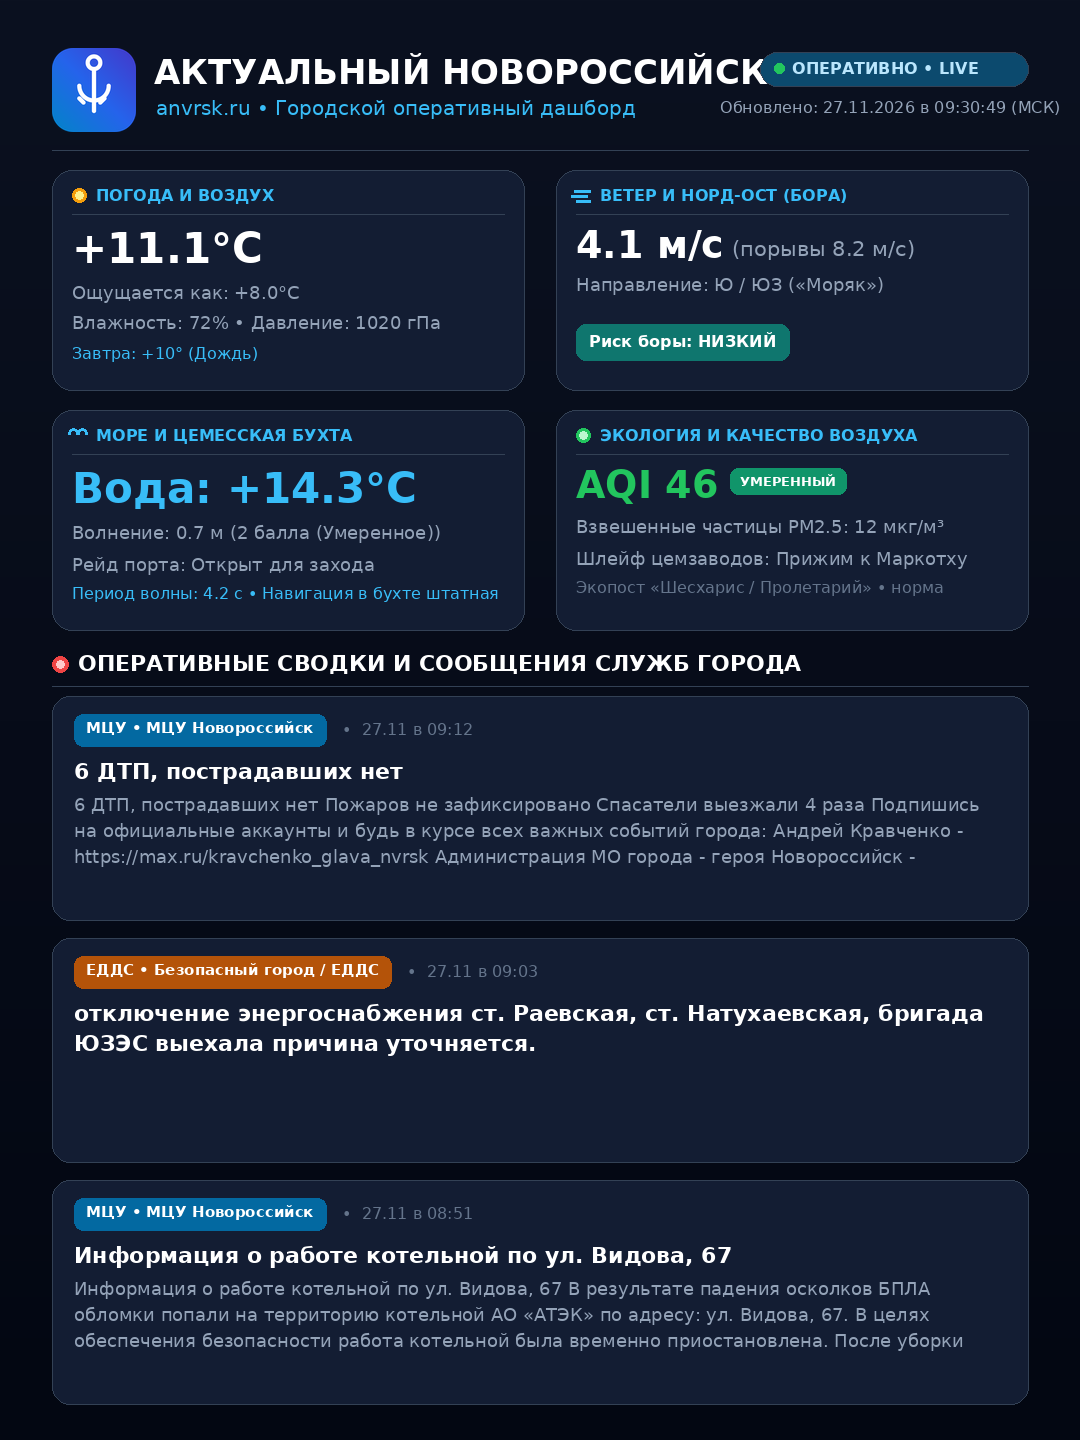 АКТУАЛЬНЫЙ НОВОРОССИЙСК
ОПЕРАТИВНО • LIVE
anvrsk.ru • Городской оперативный дашборд
Обновлено: 27.11.2026 в 09:30:49 (МСК)
ПОГОДА И ВОЗДУХ
+11.1°C
Ощущается как: +8.0°C
Влажность: 72% • Давление: 1020 гПа
Завтра: +10° (Дождь)
ВЕТЕР И НОРД-ОСТ (БОРА)
4.1 м/с (порывы 8.2 м/с)
Направление: Ю / ЮЗ («Моряк»)
Риск боры: НИЗКИЙ
МОРЕ И ЦЕМЕССКАЯ БУХТА
Вода: +14.3°C
Волнение: 0.7 м (2 балла (Умеренное))
Рейд порта: Открыт для захода
Период волны: 4.2 с • Навигация в бухте штатная
ЭКОЛОГИЯ И КАЧЕСТВО ВОЗДУХА
AQI 46 УМЕРЕННЫЙ
Взвешенные частицы PM2.5: 12 мкг/м³
Шлейф цемзаводов: Прижим к Маркотху
Экопост «Шесхарис / Пролетарий» • норма
ОПЕРАТИВНЫЕ СВОДКИ И СООБЩЕНИЯ СЛУЖБ ГОРОДА
МЦУ • МЦУ Новороссийск • 27.11 в 09:12
6 ДТП, пострадавших нет
6 ДТП, пострадавших нет Пожаров не зафиксировано Спасатели выезжали 4 раза Подпишись
на официальные аккаунты и будь в курсе всех важных событий города: Андрей Кравченко -
https://max.ru/kravchenko_glava_nvrsk Администрация МО города - героя Новороссийск -
ЕДДС • Безопасный город / ЕДДС • 27.11 в 09:03
отключение энергоснабжения ст. Раевская, ст. Натухаевская, бригада
ЮЗЭС выехала причина уточняется.
МЦУ • МЦУ Новороссийск • 27.11 в 08:51
Информация о работе котельной по ул. Видова, 67
Информация о работе котельной по ул. Видова, 67 В результате падения осколков БПЛА
обломки попали на территорию котельной АО «АТЭК» по адресу: ул. Видова, 67. В целях
обеспечения безопасности работа котельной была временно приостановлена. После уборки